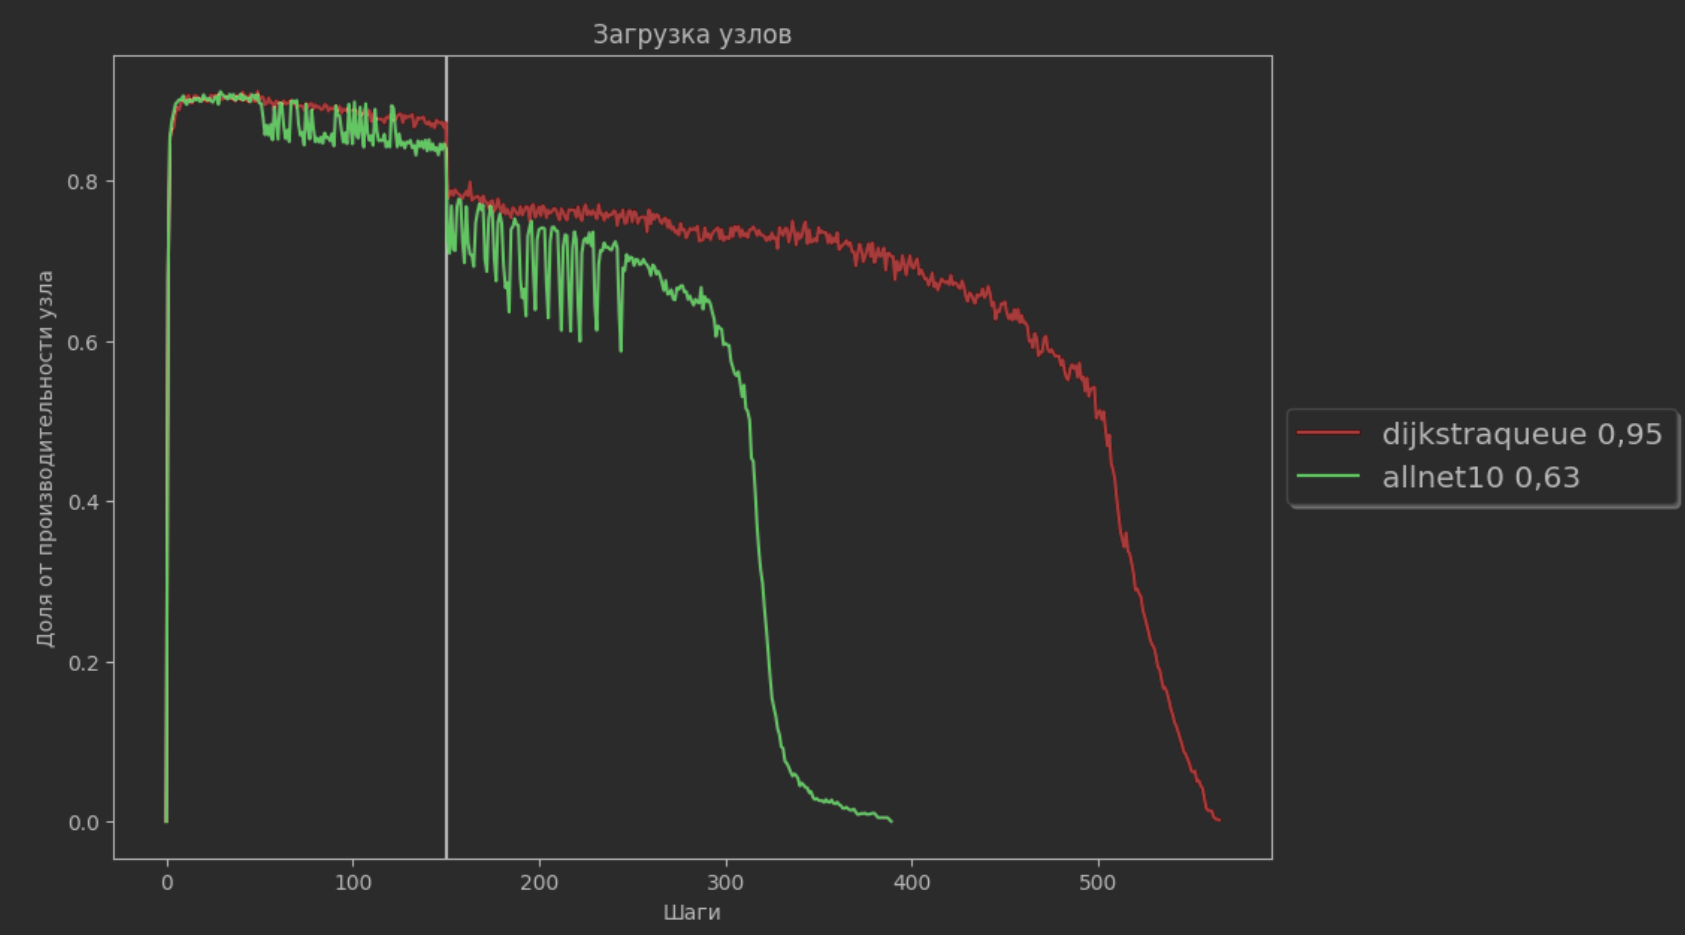 Загрузка узлов
Доля от производительности узла
0.8
0.6
0.4
0.2
0.0
0 100 200 300 400 500
Шаги
dijkstraqueue 0,95
allnet10 0,63